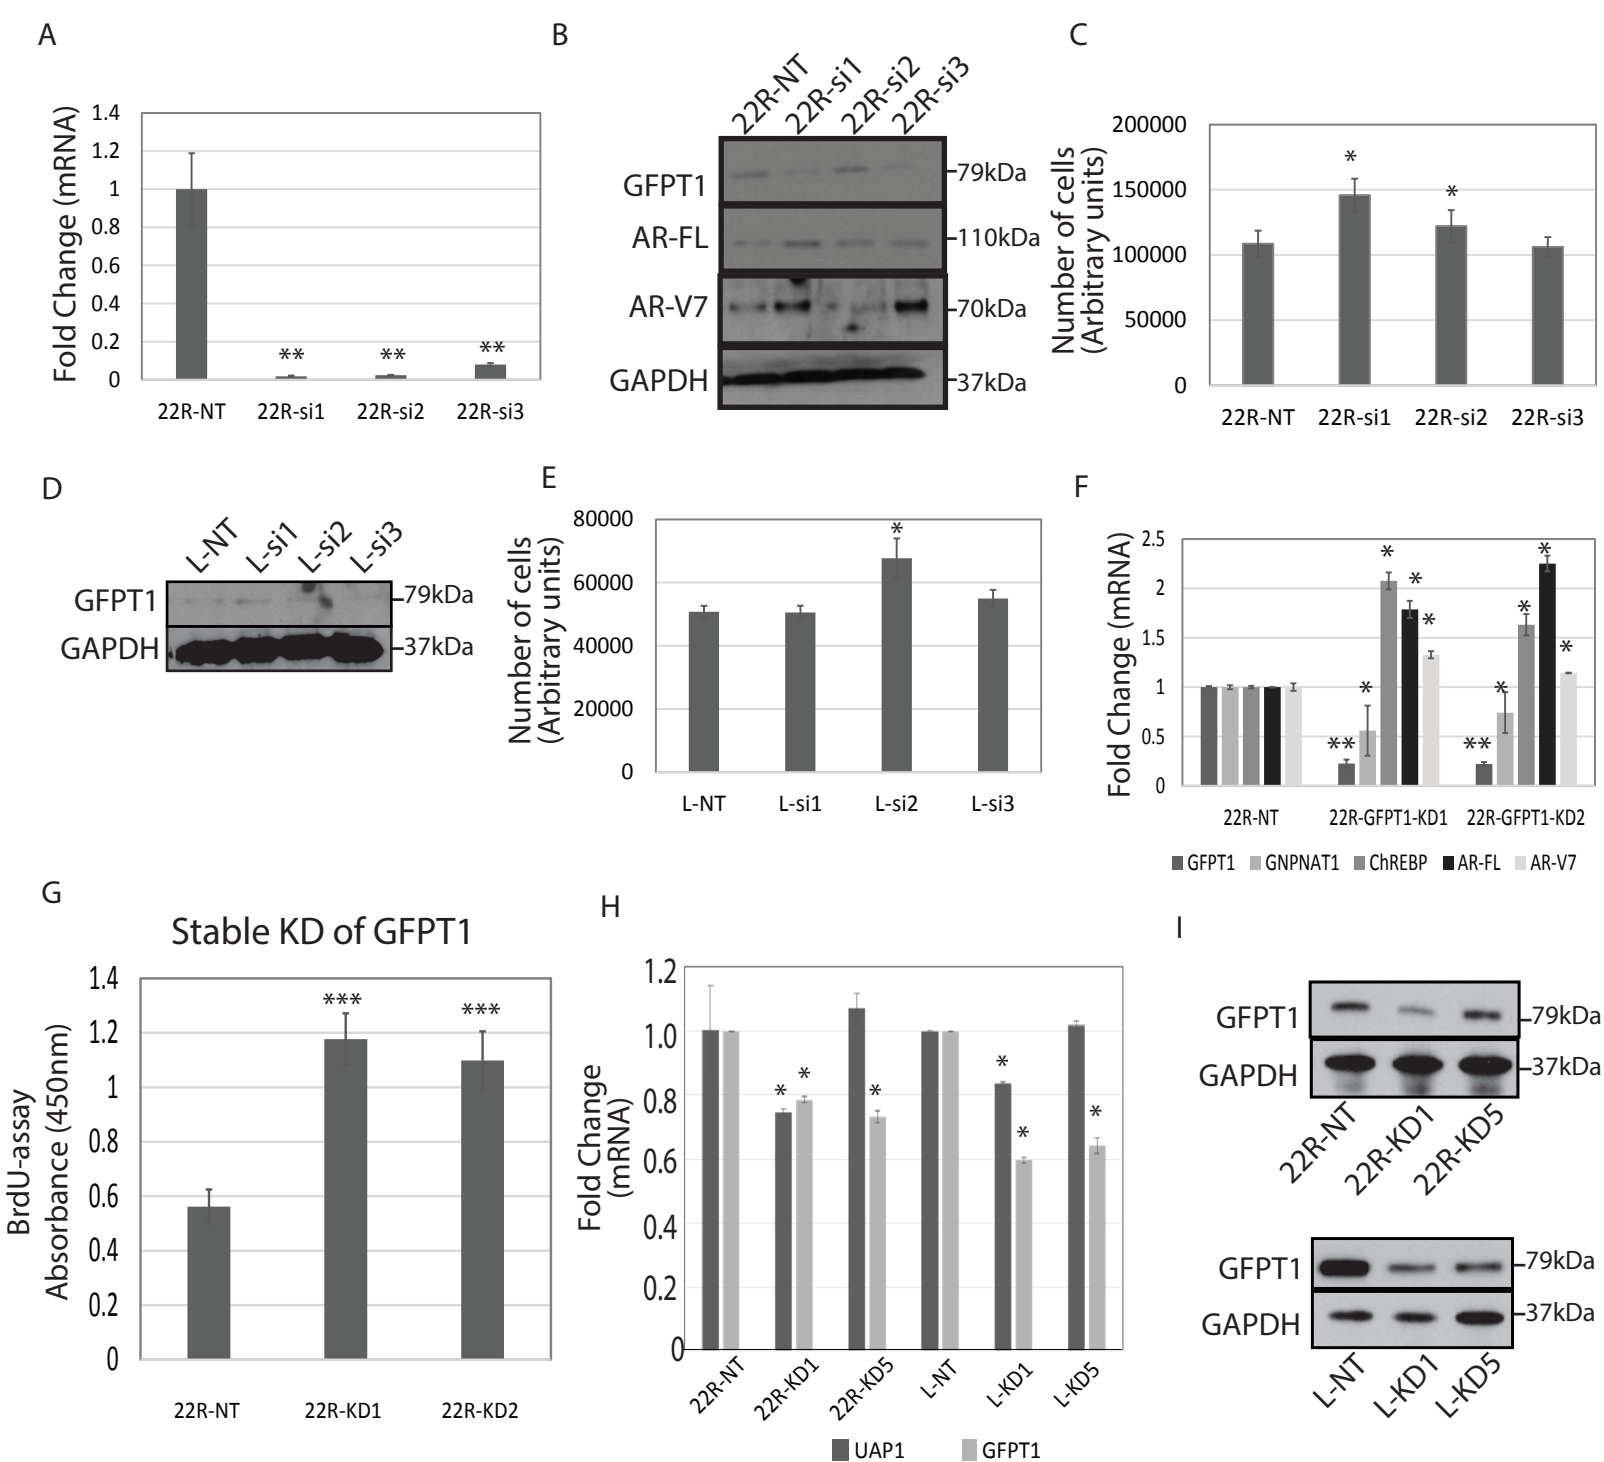 A
Fold Change (mRNA)
1.4
1.2
1
0.8
0.6
0.4
0.2
0
**
**
**
22R-NT 22R-si1 22R-si2 22R-si3
B
22R-NT 22R-si1 22R-si2 22R-si3
GFPT1 79kDa
AR-FL 110kDa
AR-V7 70kDa
GAPDH 37kDa
C
Number of cells
(Arbitrary units)
200000
150000
100000
50000
0
*
*
22R-NT 22R-si1 22R-si2 22R-si3
D
L-NT L-si1 L-si2 L-si3
GFPT1 79kDa
GAPDH 37kDa
E
Number of cells
(Arbitrary units)
80000
60000
40000
20000
0
*
L-NT L-si1 L-si2 L-si3
F
Fold Change (mRNA)
2.5
2
1.5
1
0.5
0
** * * * *
** * * * *
22R-NT 22R-GFPT1-KD1 22R-GFPT1-KD2
GFPT1 GNPNAT1 ChREBP AR-FL AR-V7
G
Stable KD of GFPT1
BrdU-assay
Absorbance (450nm)
1.4
1.2
1
0.8
0.6
0.4
0.2
0
***
***
22R-NT 22R-KD1 22R-KD2
H
Fold Change
(mRNA)
1.2
1.0
0.8
0.6
0.4
0.2
0
* * * * * *
22R-NT 22R-KD1 22R-KD5 L-NT L-KD1 L-KD5
UAP1 GFPT1
I
GFPT1 79kDa
GAPDH 37kDa
22R-NT 22R-KD1 22R-KD5
GFPT1 79kDa
GAPDH 37kDa
L-NT L-KD1 L-KD5